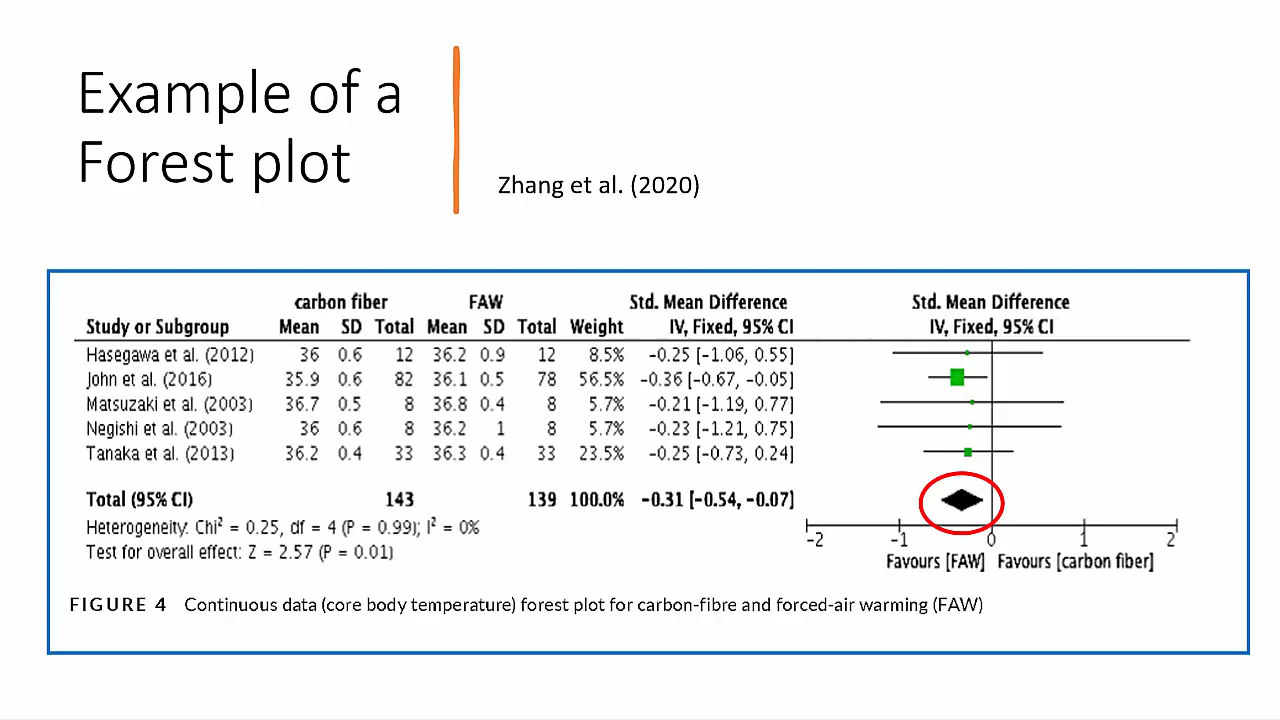 Example of a
Forest plot
Zhang et al. (2020)
carbon fiber FAW Std. Mean Difference Std. Mean Difference
Study or Subgroup Mean SD Total Mean SD Total Weight IV, Fixed, 95% CI IV, Fixed, 95% CI
Hasegawa et al. (2012) 36 0.6 12 36.2 0.9 12 8.5% −0.25 [−1.06, 0.55]
John et al. (2016) 35.9 0.6 82 36.1 0.5 78 56.5% −0.36 [−0.67, −0.05]
Matsuzaki et al. (2003) 36.7 0.5 8 36.8 0.4 8 5.7% −0.21 [−1.19, 0.77]
Negishi et al. (2003) 36 0.6 8 36.2 1 8 5.7% −0.23 [−1.21, 0.75]
Tanaka et al. (2013) 36.2 0.4 33 36.3 0.4 33 23.5% −0.25 [−0.73, 0.24]
Total (95% CI) 143 139 100.0% −0.31 [−0.54, −0.07]
Heterogeneity: Chi² = 0.25, df = 4 (P = 0.99); I² = 0%
Test for overall effect: Z = 2.57 (P = 0.01)
−2 −1 0 1 2
Favours [FAW] Favours [carbon fiber]
FIGURE 4 Continuous data (core body temperature) forest plot for carbon-fibre and forced-air warming (FAW)